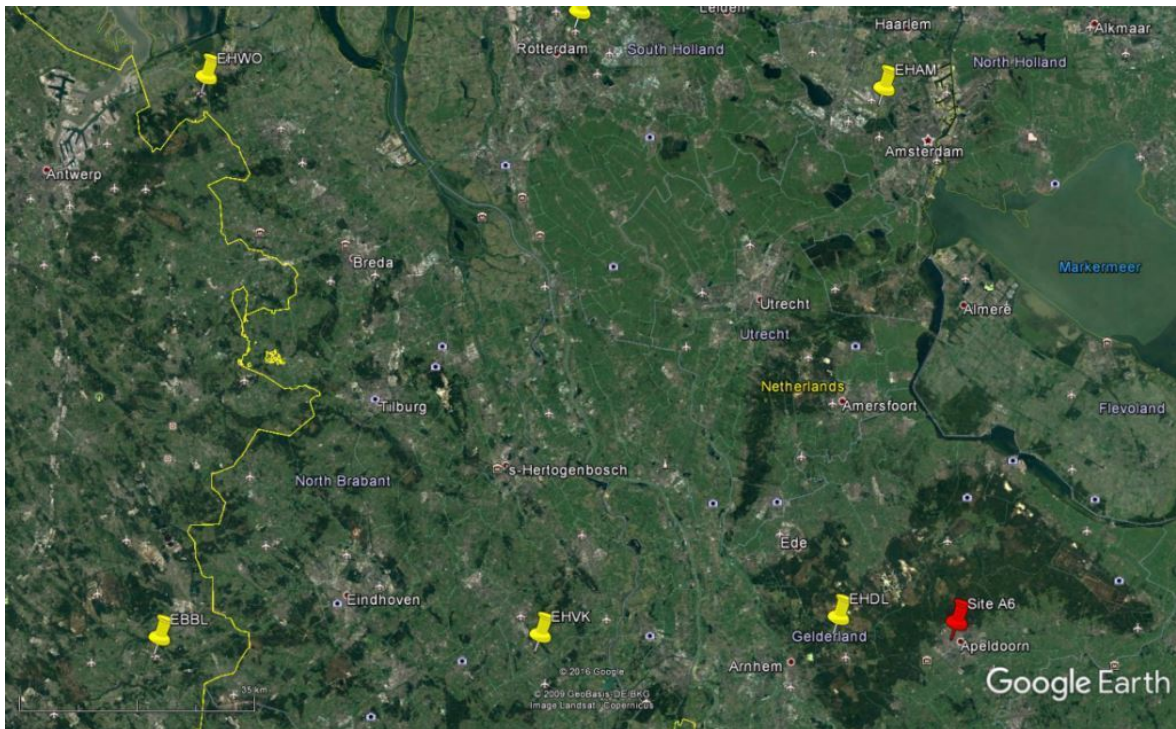 Leiden
Haarlem
Alkmaar
Rotterdam
South Holland
North Holland
EHWO
EHAM
Amsterdam
Antwerp
Breda
Markermeer
Utrecht
Almere
Utrecht
Netherlands
Tilburg
Amersfoort
Flevoland
's-Hertogenbosch
North Brabant
Ede
Eindhoven
EBBL
EHVK
EHDL
Site A6
Gelderland
Apeldoorn
Arnhem
© 2016 Google
© 2009 GeoBasis-DE/BKG
Image Landsat / Copernicus
35 km
Google Earth